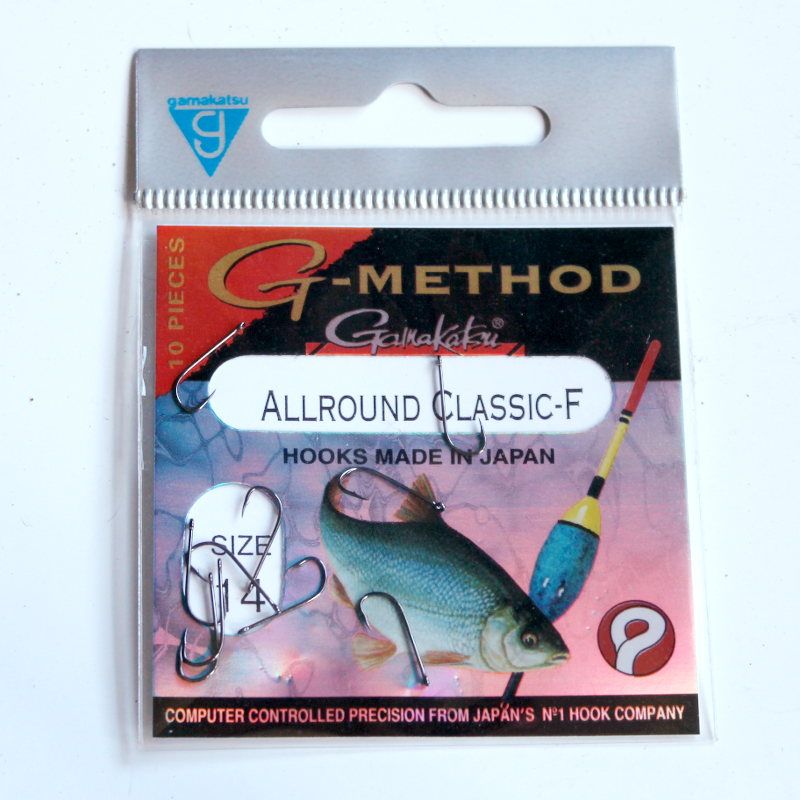 gamakatsu
g
10 PIECES
G-METHOD
Gamakatsu®
ALLROUND CLASSIC-F
HOOKS MADE IN JAPAN
SIZE
14
COMPUTER CONTROLLED PRECISION FROM JAPAN'S Nº1 HOOK COMPANY